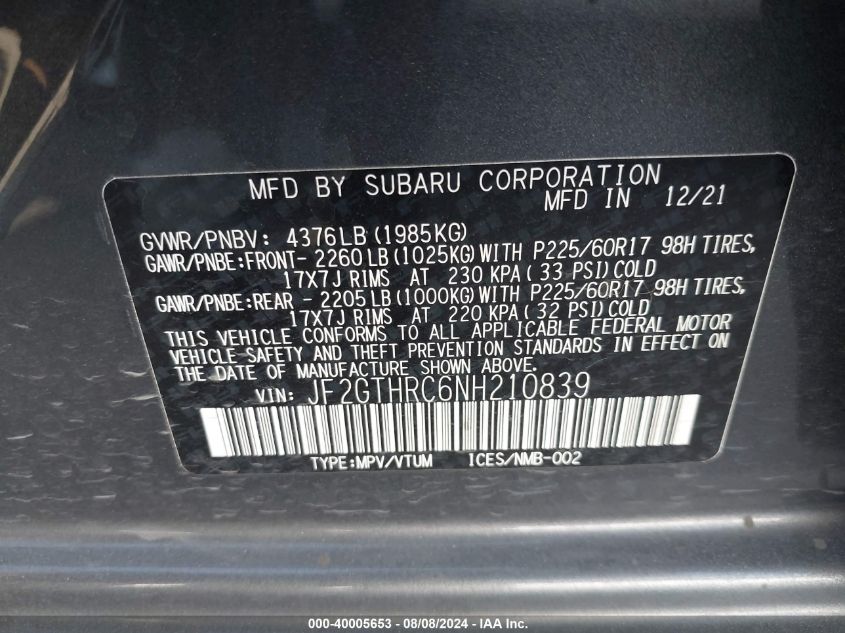 MFD BY SUBARU CORPORATION
MFD IN 12/21
GVWR/PNBV: 4376LB (1985KG)
GAWR/PNBE:FRONT- 2260LB (1025KG) WITH P225/60R17 98H TIRES,
17X7J RIMS AT 230 KPA ( 33 PSI) COLD
GAWR/PNBE:REAR - 2205LB (1000KG) WITH P225/60R17 98H TIRES,
17X7J RIMS AT 220 KPA ( 32 PSI) COLD
THIS VEHICLE CONFORMS TO ALL APPLICABLE FEDERAL MOTOR
VEHICLE SAFETY AND THEFT PREVENTION STANDARDS IN EFFECT ON
THE DATE OF MANUFACTURE SHOWN ABOVE.
VIN: JF2GTHRC6NH210839
TYPE:MPV/VTUM ICES/NMB-002
000-40005653 - 08/08/2024 - IAA Inc.